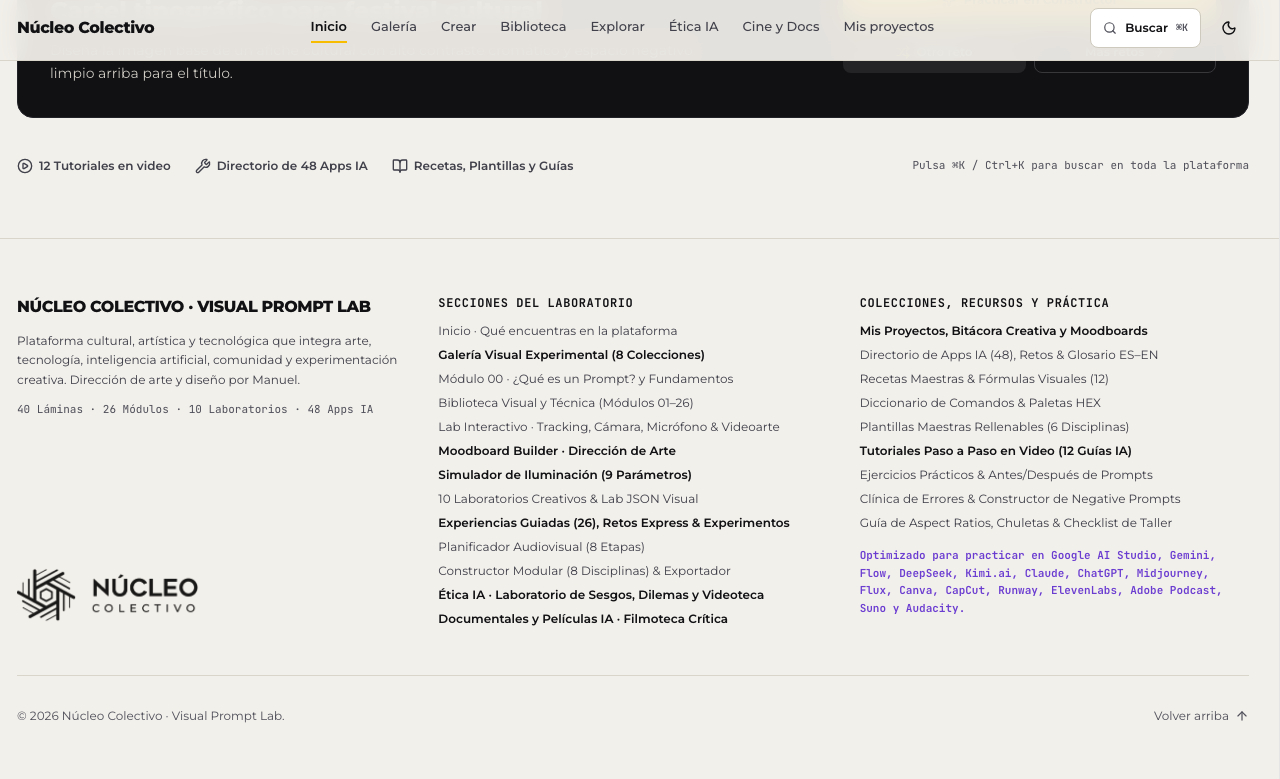 Núcleo Colectivo
Inicio
Galería
Crear
Biblioteca
Explorar
Ética IA
Cine y Docs
Mis proyectos
Buscar ⌘K
limpio arriba para el título.
12 Tutoriales en video
Directorio de 48 Apps IA
Recetas, Plantillas y Guías
Pulsa ⌘K / Ctrl+K para buscar en toda la plataforma
NÚCLEO COLECTIVO · VISUAL PROMPT LAB
Plataforma cultural, artística y tecnológica que integra arte,
tecnología, inteligencia artificial, comunidad y experimentación
creativa. Dirección de arte y diseño por Manuel.
40 Láminas · 26 Módulos · 10 Laboratorios · 48 Apps IA
NÚCLEO
COLECTIVO
SECCIONES DEL LABORATORIO
Inicio · Qué encuentras en la plataforma
Galería Visual Experimental (8 Colecciones)
Módulo 00 · ¿Qué es un Prompt? y Fundamentos
Biblioteca Visual y Técnica (Módulos 01–26)
Lab Interactivo · Tracking, Cámara, Micrófono & Videoarte
Moodboard Builder · Dirección de Arte
Simulador de Iluminación (9 Parámetros)
10 Laboratorios Creativos & Lab JSON Visual
Experiencias Guiadas (26), Retos Express & Experimentos
Planificador Audiovisual (8 Etapas)
Constructor Modular (8 Disciplinas) & Exportador
Ética IA · Laboratorio de Sesgos, Dilemas y Videoteca
Documentales y Películas IA · Filmoteca Crítica
COLECCIONES, RECURSOS Y PRÁCTICA
Mis Proyectos, Bitácora Creativa y Moodboards
Directorio de Apps IA (48), Retos & Glosario ES–EN
Recetas Maestras & Fórmulas Visuales (12)
Diccionario de Comandos & Paletas HEX
Plantillas Maestras Rellenables (6 Disciplinas)
Tutoriales Paso a Paso en Video (12 Guías IA)
Ejercicios Prácticos & Antes/Después de Prompts
Clínica de Errores & Constructor de Negative Prompts
Guía de Aspect Ratios, Chuletas & Checklist de Taller
Optimizado para practicar en Google AI Studio, Gemini,
Flow, DeepSeek, Kimi.ai, Claude, ChatGPT, Midjourney,
Flux, Canva, CapCut, Runway, ElevenLabs, Adobe Podcast,
Suno y Audacity.
© 2026 Núcleo Colectivo · Visual Prompt Lab.
Volver arriba